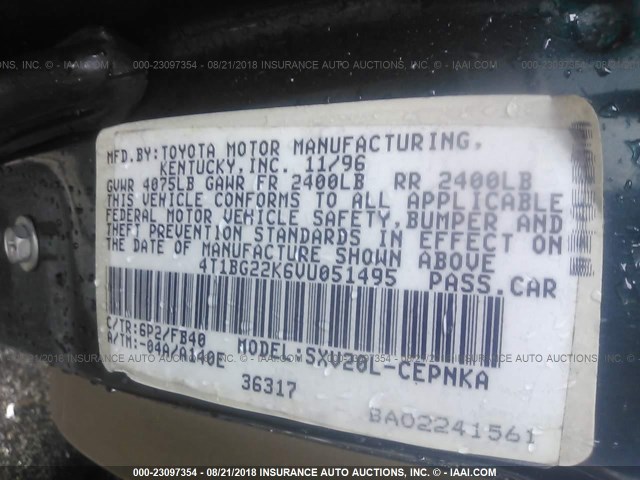 000-23097354 - 08/21/2018 INSURANCE AUTO AUCTIONS, INC. © - IAAI.COM
MFD.BY:TOYOTA MOTOR MANUFACTURING,
KENTUCKY,INC. 11/96
GVWR 4075LB GAWR FR 2400LB RR 2400LB
THIS VEHICLE CONFORMS TO ALL APPLICABLE
FEDERAL MOTOR VEHICLE SAFETY,BUMPER AND
THEFT PREVENTION STANDARDS IN EFFECT ON
THE DATE OF MANUFACTURE SHOWN ABOVE
4T1BG22K6VU051495 PASS.CAR
C/TR:6P2/FB40 MODEL:SXV20L-CEPNKA
A/TM:-04A/A140E
36317
BA02241561
000-23097354 - 08/21/2018 INSURANCE AUTO AUCTIONS, INC. © - IAAI.COM